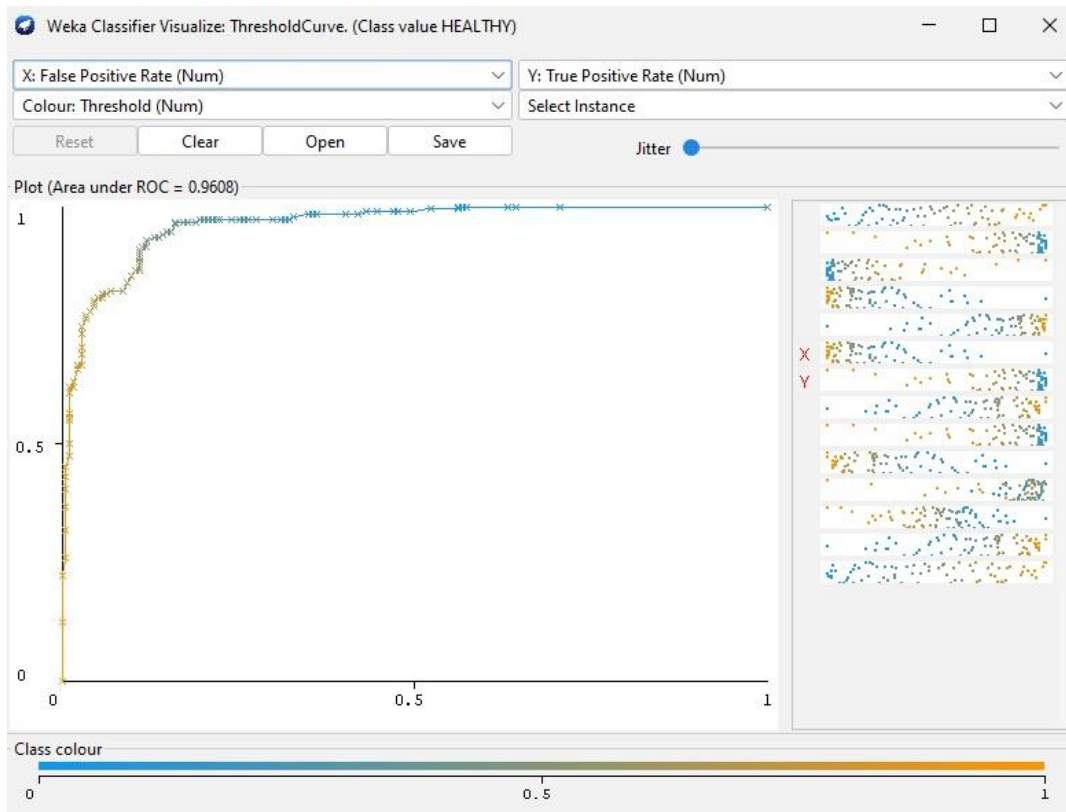 Weka Classifier Visualize: ThresholdCurve. (Class value HEALTHY)
X: False Positive Rate (Num)
Y: True Positive Rate (Num)
Colour: Threshold (Num)
Select Instance
Reset
Clear
Open
Save
Jitter
Plot (Area under ROC = 0.9608)
1
0.5
0
0
0.5
1
X
Y
Class colour
0
0.5
1